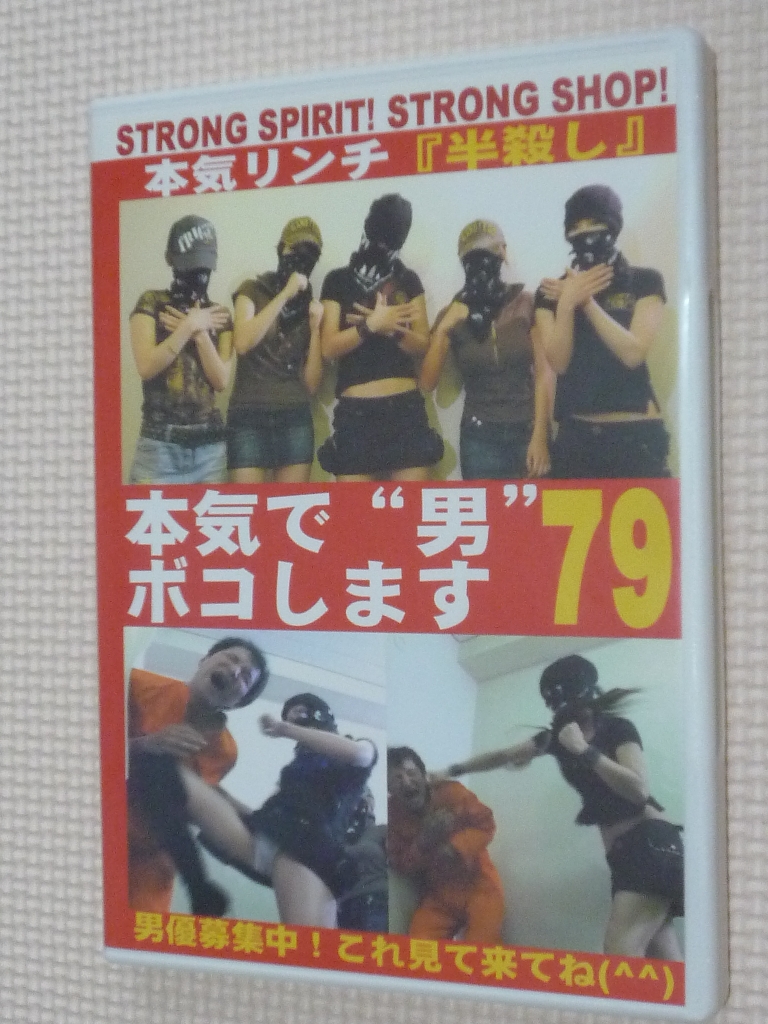 STRONG SPIRIT! STRONG SHOP!
本気リンチ『半殺し』
本気で“男”
ボコします
79
男優募集中！これ見て来てね(^^)